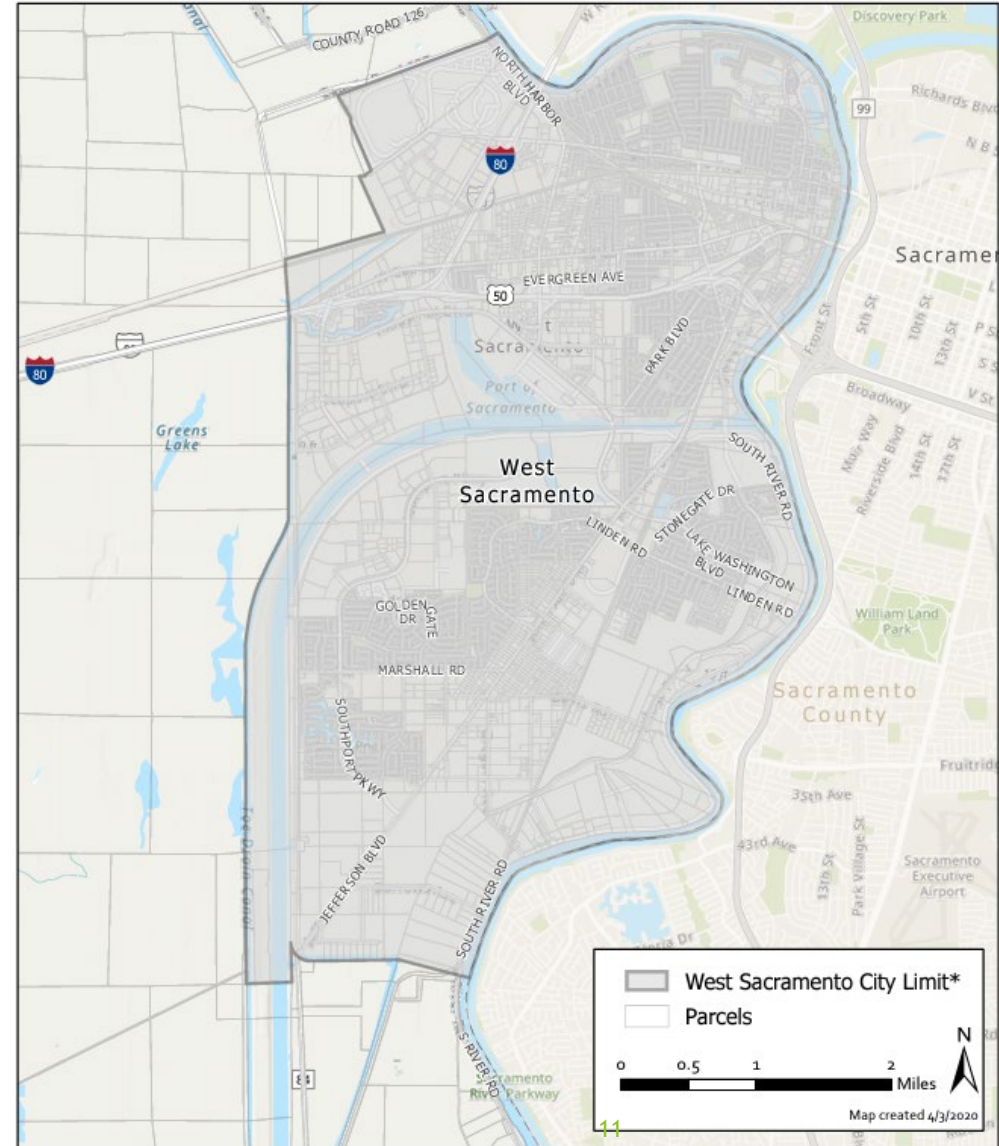 Discovery Park
COUNTY ROAD 126
NORTH HARBOR
BLVD
99
Richards Blvd
80
Sacramen
EVERGREEN AVE
50
5th St
10th St
13th St
Front St
Sacramento
PARK BLVD
80
Port of
Sacramento
Broadway
V St
Greens
Lake
Muir Way
Riverside Blvd
14th St
17th St
West
Sacramento
SOUTH RIVER RD
STONEGATE DR
LINDEN RD
LAKE WASHINGTON
BLVD
LINDEN RD
GOLDEN
GATE
DR
William Land
Park
MARSHALL RD
Sacramento
County
SOUTHPORT PKWY
Fruitridg
35th Ave
43rd Ave
13th St
Park Village St
Toe Drain Canal
JEFFERSON BLVD
SOUTH RIVER RD
Sacramento
Executive
Airport
West Sacramento City Limit*
Parcels
N
0 0.5 1 2
Miles
S RIVER RD
84
Sacramento
River Parkway
Map created 4/3/2020
11